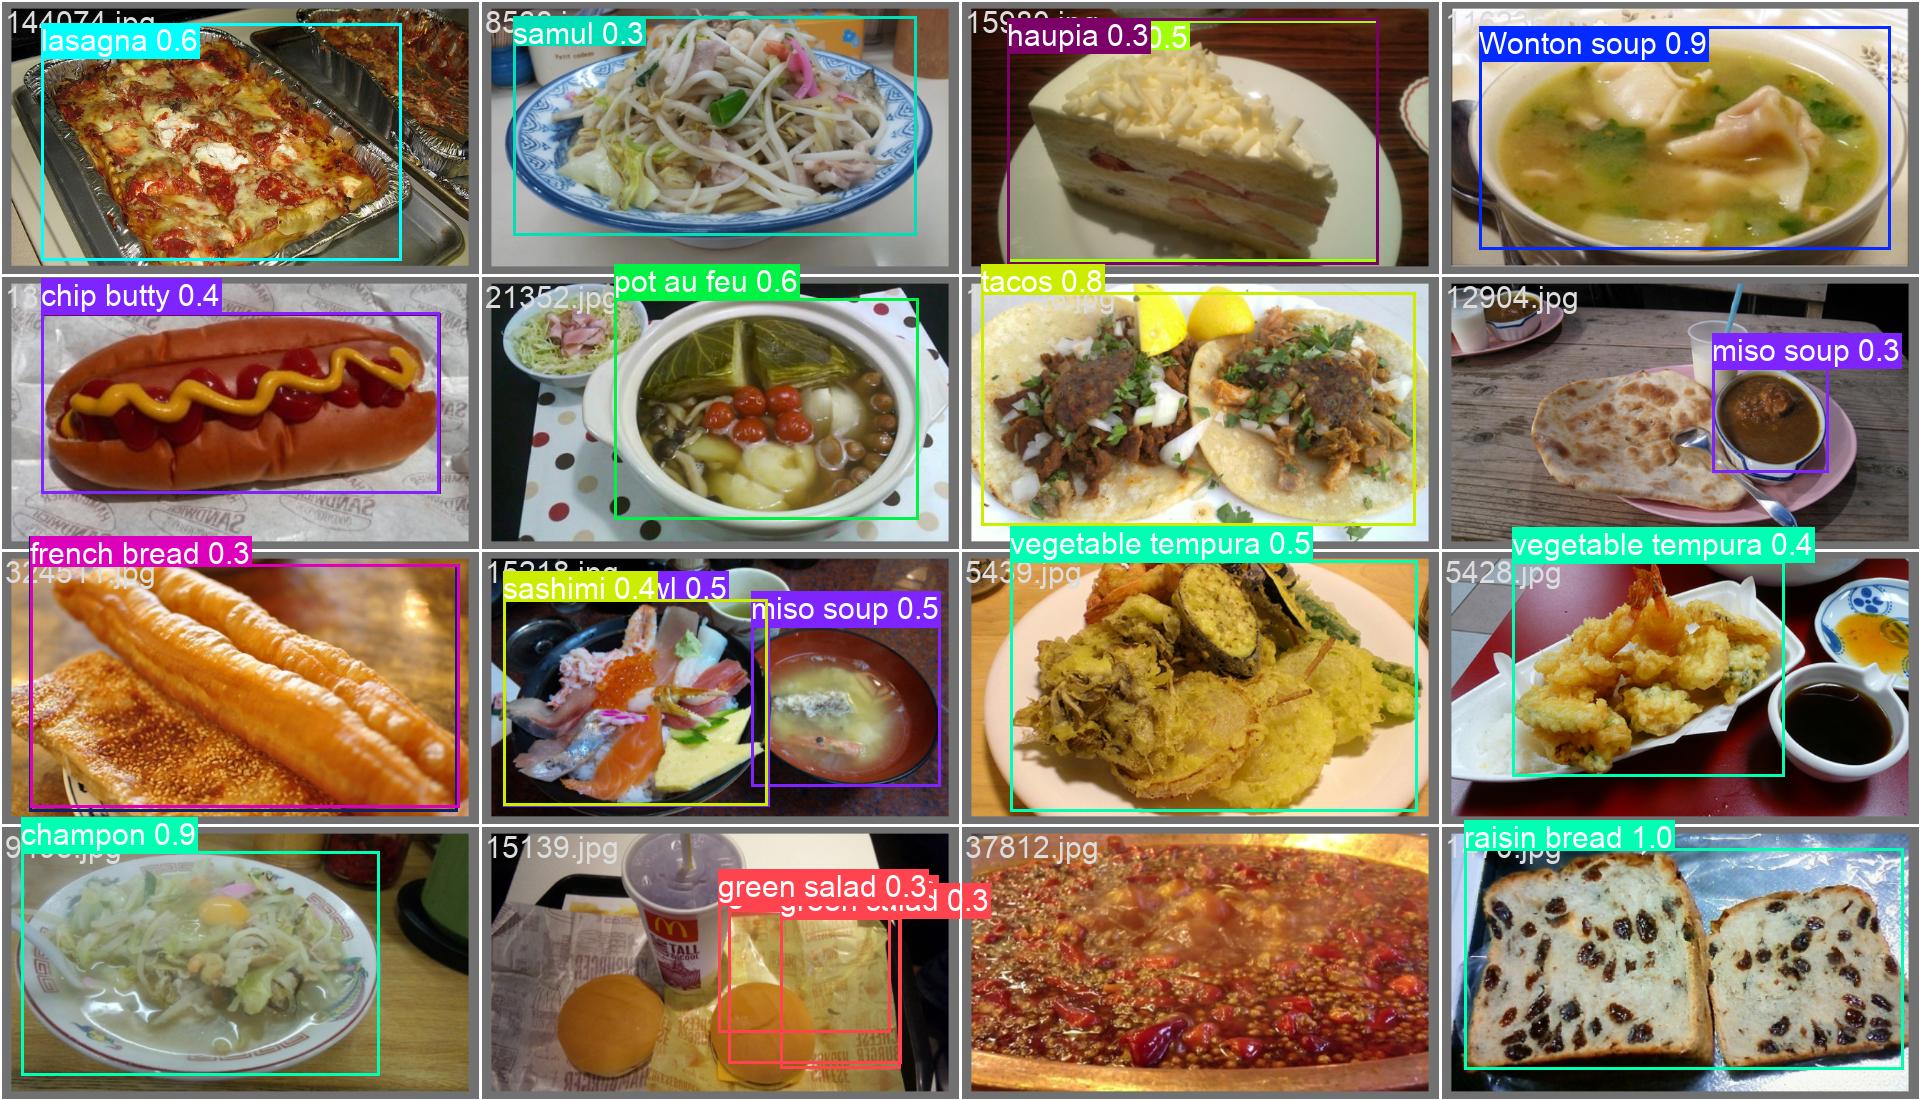 144074.jpg
lasagna 0.6
samul 0.3
haupia 0.3
0.5
Wonton soup 0.9
chip butty 0.4
21352.jpg
pot au feu 0.6
tacos 0.8
12904.jpg
miso soup 0.3
SANDWICH
french bread 0.3
sashimi 0.4
wl 0.5
miso soup 0.5
5439.jpg
vegetable tempura 0.5
5428.jpg
vegetable tempura 0.4
champon 0.9
15139.jpg
green salad 0.3
green salad 0.3
TALL
37812.jpg
raisin bread 1.0